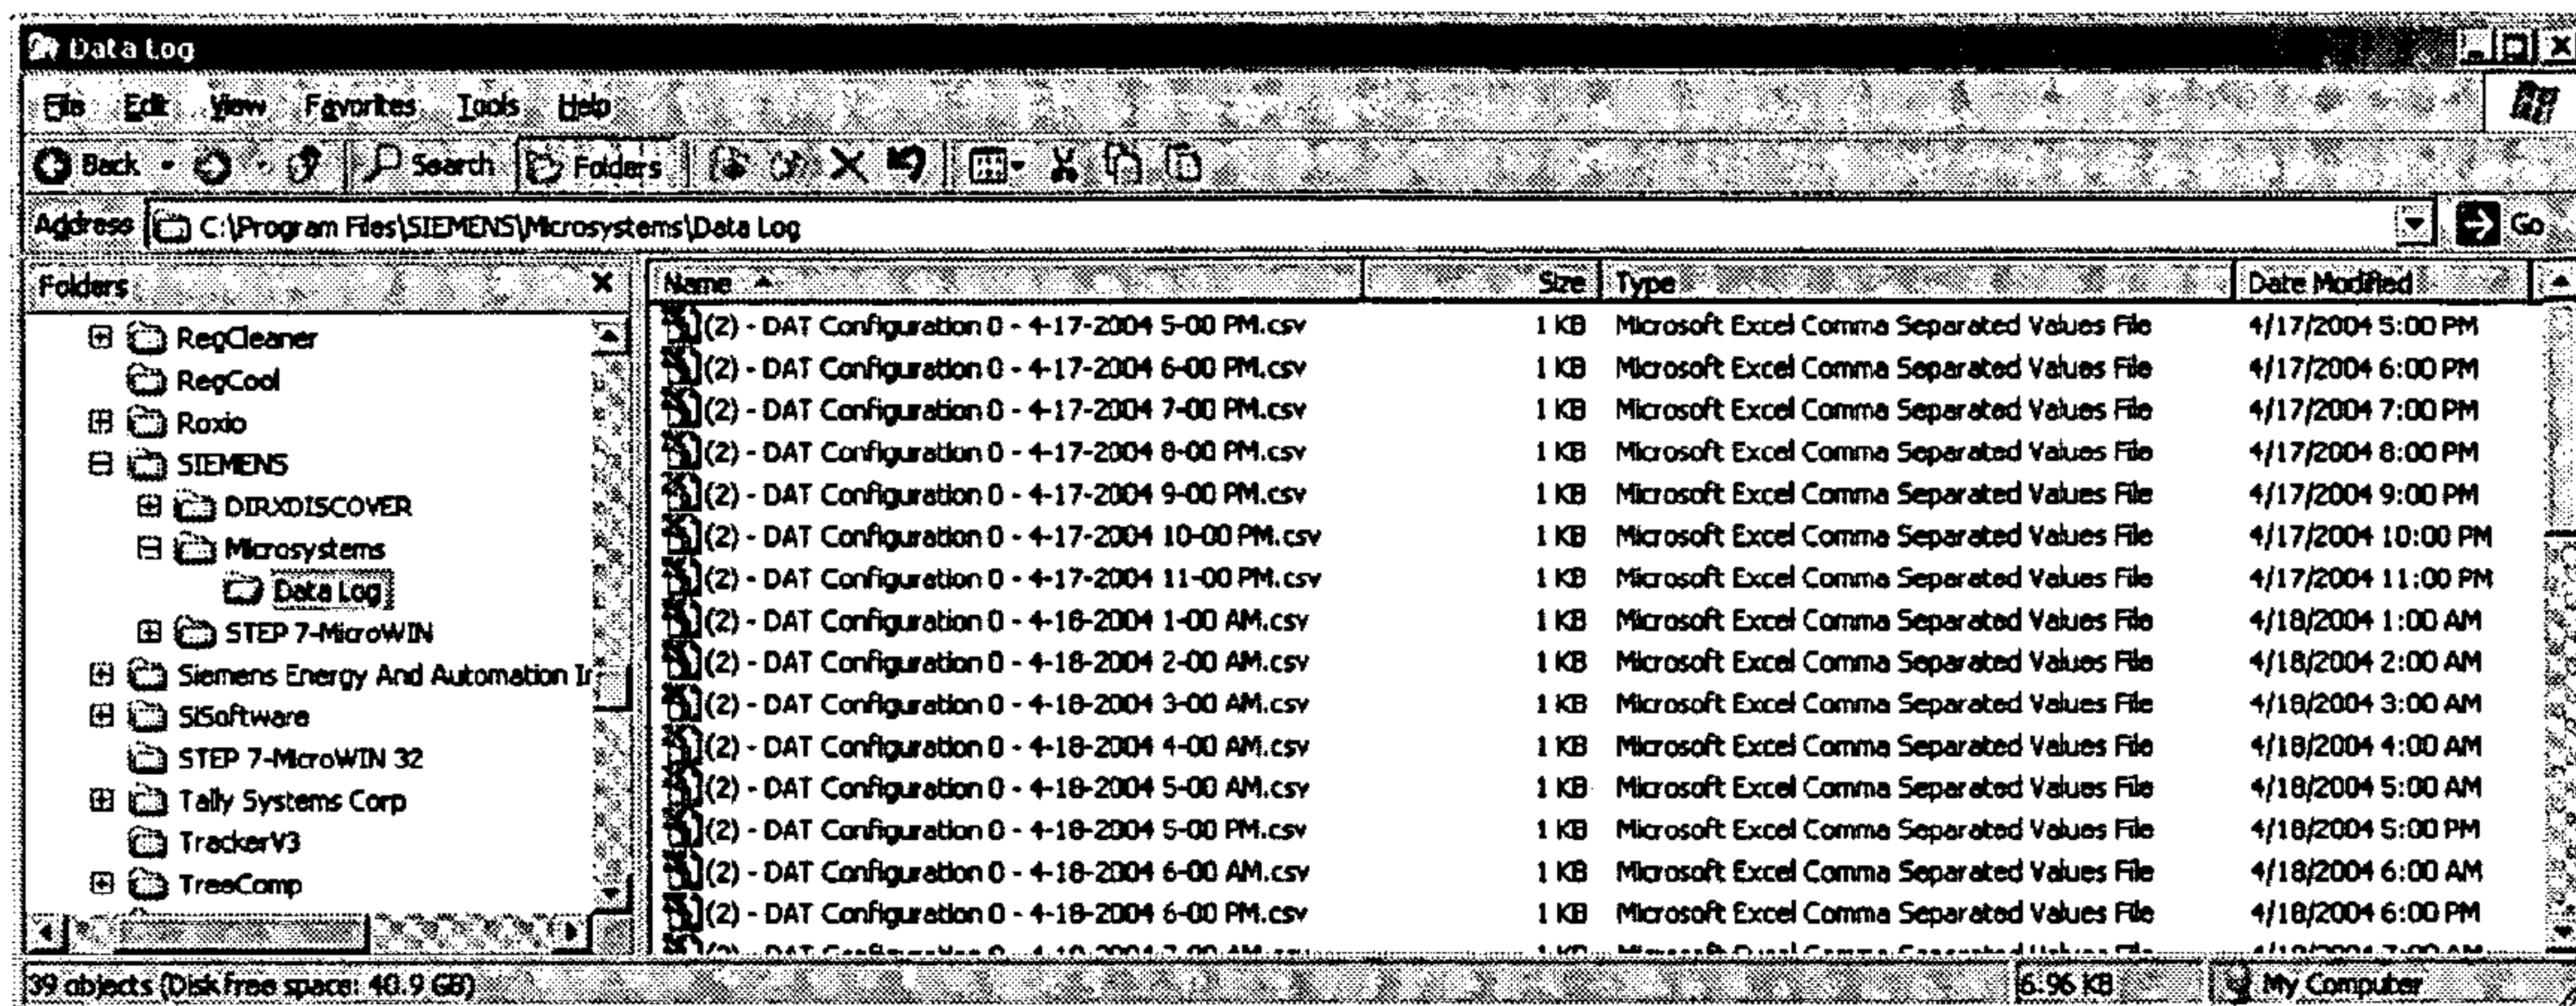 Data Log
File Edit View Favorites Tools Help
Back Search Folders
Address C:\Program Files\SIEMENS\Microsystems\Data Log Go
Folders
RegCleaner
RegCool
Roxio
SIEMENS
DIRXDISCOVER
Microsystems
Data Log
STEP 7-MicroWIN
Siemens Energy And Automation In
SiSoftware
STEP 7-MicroWIN 32
Tally Systems Corp
TrackerV3
TreeComp
Name Size Type Date Modified
(2) - DAT Configuration 0 - 4-17-2004 5-00 PM.csv 1 KB Microsoft Excel Comma Separated Values File 4/17/2004 5:00 PM
(2) - DAT Configuration 0 - 4-17-2004 6-00 PM.csv 1 KB Microsoft Excel Comma Separated Values File 4/17/2004 6:00 PM
(2) - DAT Configuration 0 - 4-17-2004 7-00 PM.csv 1 KB Microsoft Excel Comma Separated Values File 4/17/2004 7:00 PM
(2) - DAT Configuration 0 - 4-17-2004 8-00 PM.csv 1 KB Microsoft Excel Comma Separated Values File 4/17/2004 8:00 PM
(2) - DAT Configuration 0 - 4-17-2004 9-00 PM.csv 1 KB Microsoft Excel Comma Separated Values File 4/17/2004 9:00 PM
(2) - DAT Configuration 0 - 4-17-2004 10-00 PM.csv 1 KB Microsoft Excel Comma Separated Values File 4/17/2004 10:00 PM
(2) - DAT Configuration 0 - 4-17-2004 11-00 PM.csv 1 KB Microsoft Excel Comma Separated Values File 4/17/2004 11:00 PM
(2) - DAT Configuration 0 - 4-18-2004 1-00 AM.csv 1 KB Microsoft Excel Comma Separated Values File 4/18/2004 1:00 AM
(2) - DAT Configuration 0 - 4-18-2004 2-00 AM.csv 1 KB Microsoft Excel Comma Separated Values File 4/18/2004 2:00 AM
(2) - DAT Configuration 0 - 4-18-2004 3-00 AM.csv 1 KB Microsoft Excel Comma Separated Values File 4/18/2004 3:00 AM
(2) - DAT Configuration 0 - 4-18-2004 4-00 AM.csv 1 KB Microsoft Excel Comma Separated Values File 4/18/2004 4:00 AM
(2) - DAT Configuration 0 - 4-18-2004 5-00 AM.csv 1 KB Microsoft Excel Comma Separated Values File 4/18/2004 5:00 AM
(2) - DAT Configuration 0 - 4-18-2004 5-00 PM.csv 1 KB Microsoft Excel Comma Separated Values File 4/18/2004 5:00 PM
(2) - DAT Configuration 0 - 4-18-2004 6-00 AM.csv 1 KB Microsoft Excel Comma Separated Values File 4/18/2004 6:00 AM
(2) - DAT Configuration 0 - 4-18-2004 6-00 PM.csv 1 KB Microsoft Excel Comma Separated Values File 4/18/2004 6:00 PM
39 objects (Disk free space: 40.9 GB) 6.96 KB My Computer